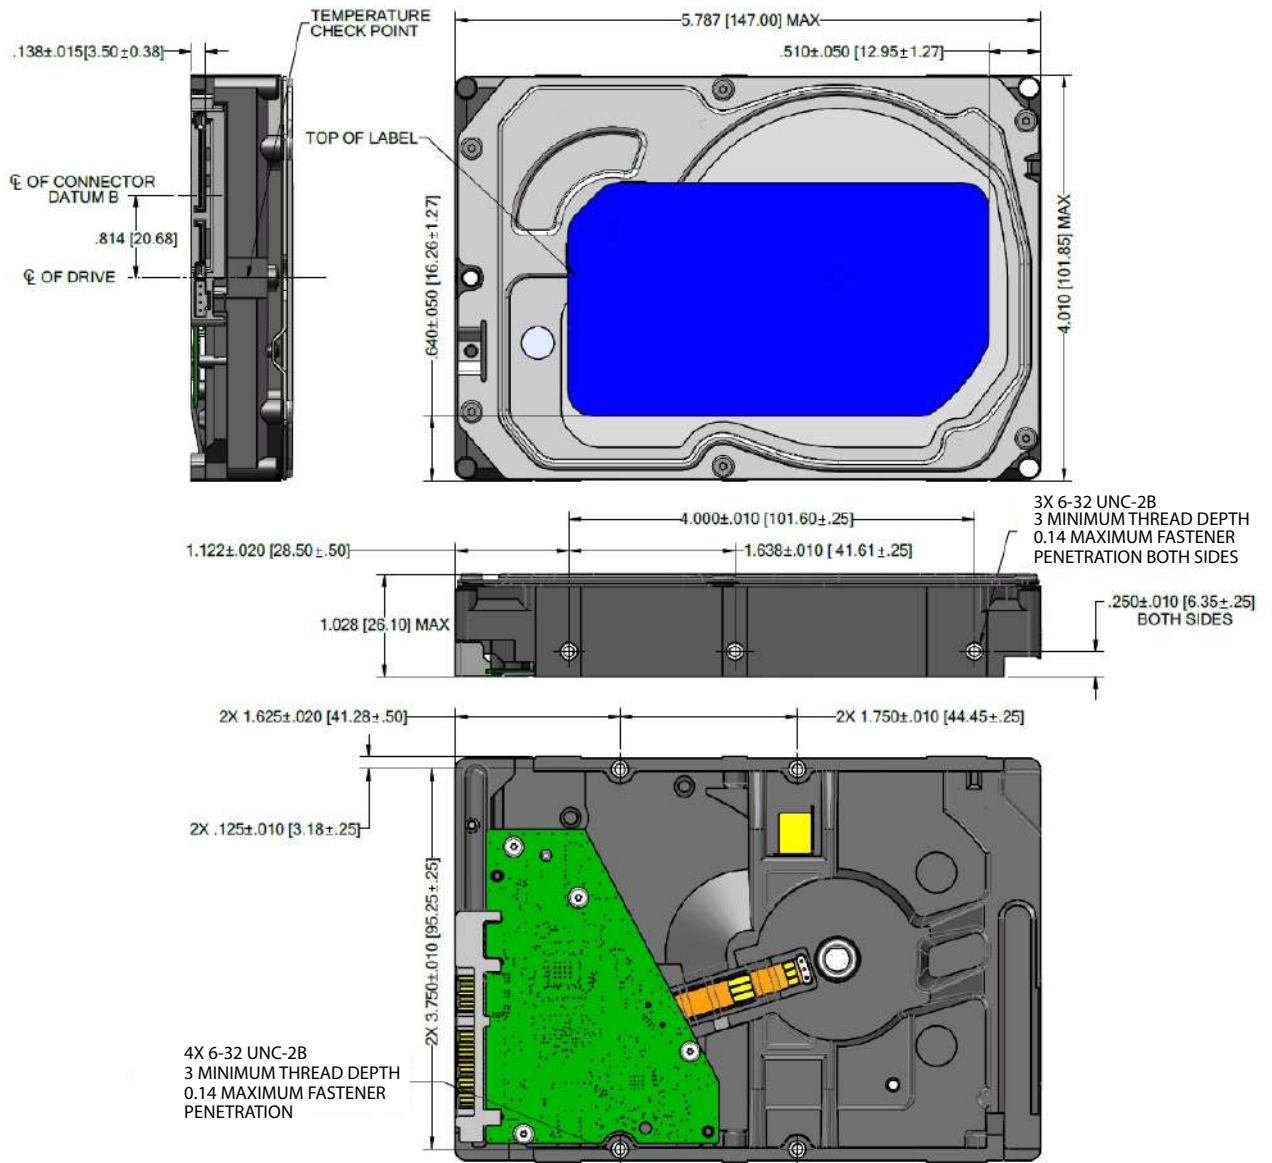 TEMPERATURE
CHECK POINT
.138±.015[3.50±0.38]
5.787 [147.00] MAX
.510±.050 [12.95±1.27]
TOP OF LABEL
℄ OF CONNECTOR
DATUM B
.814 [20.68]
℄ OF DRIVE
.640±.050 [16.26±1.27]
4.010 [101.85] MAX
3X 6-32 UNC-2B
3 MINIMUM THREAD DEPTH
0.14 MAXIMUM FASTENER
PENETRATION BOTH SIDES
4.000±.010 [101.60±.25]
1.122±.020 [28.50±.50]
1.638±.010 [41.61±.25]
1.028 [26.10] MAX
.250±.010 [6.35±.25]
BOTH SIDES
2X 1.625±.020 [41.28±.50]
2X 1.750±.010 [44.45±.25]
2X .125±.010 [3.18±.25]
2X 3.750±.010 [95.25±.25]
4X 6-32 UNC-2B
3 MINIMUM THREAD DEPTH
0.14 MAXIMUM FASTENER
PENETRATION